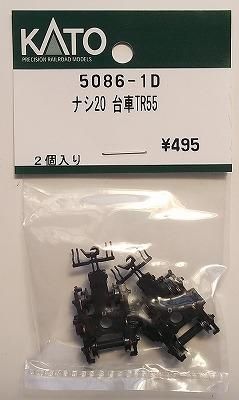 KATO
PRECISION RAILROAD MODELS
5086-1D
ナシ20 台車TR55
¥495
2個入り